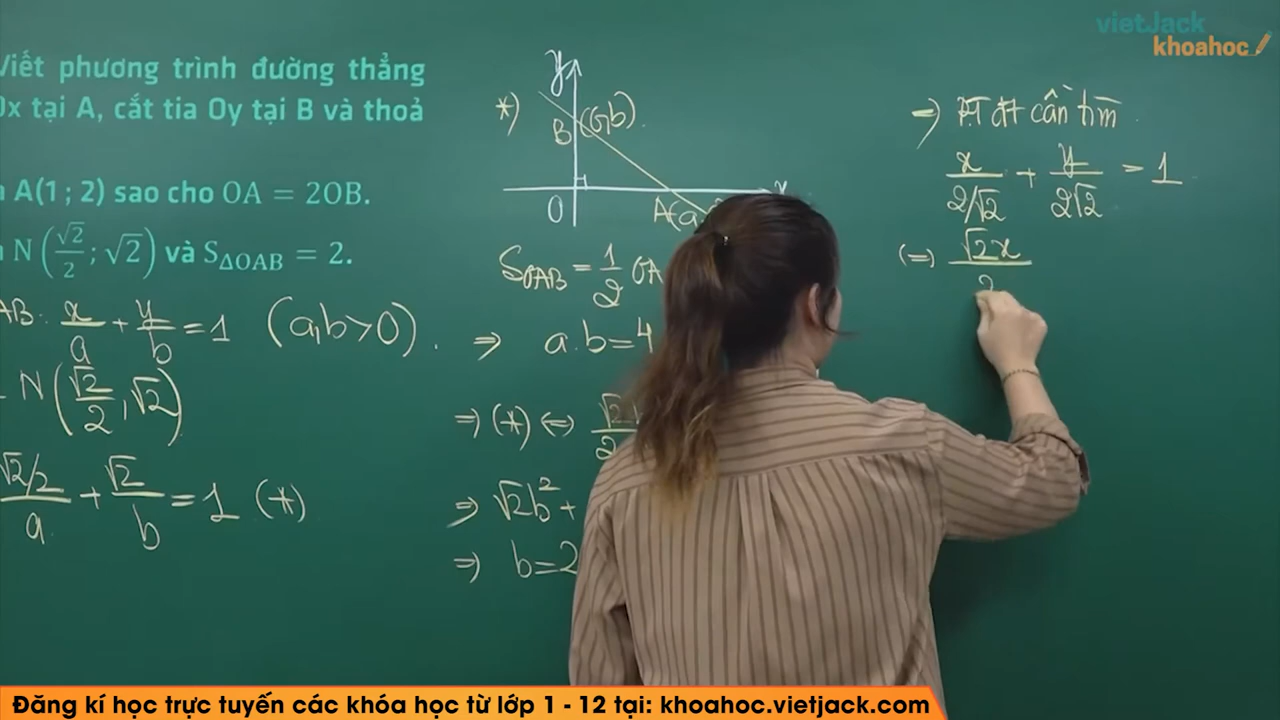 vietJack
khoahoc
Viết phương trình đường thẳng
Ox tại A, cắt tia Oy tại B và thoả
A(1 ; 2) sao cho OA = 2OB.
N (√2/2 ; √2) và S△OAB = 2.
AB: x/a + y/b = 1 (a,b>0).
N(√2/2, √2)
(√2/2)/a + √2/b = 1 (*)
*)
y
B (0,b).
x
O
A(a
S△OAB = 1/2 OA
⇒ a.b=4
⇒ (*) ⇔ √2
⇒ √2b² +
⇒ b=2
⇒ PT đt cần tìm
x/(2/√2) + y/(2√2) = 1
⇔ √2x/2
Đăng kí học trực tuyến các khóa học từ lớp 1 - 12 tại: khoahoc.vietjack.com